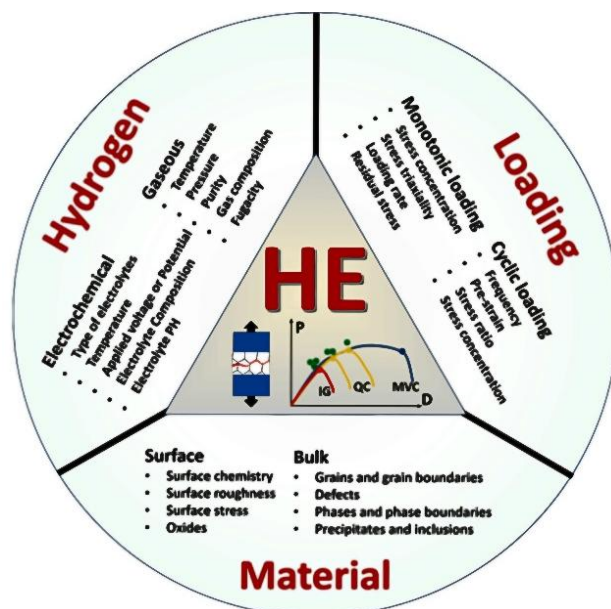 Hydrogen
Gaseous
• Temperature
• Pressure
• Purity
• Gas composition
• Fugacity
Electrochemical
• Type of electrolytes
• Temperature
• Applied voltage or Potential
• Electrolyte Composition
• Electrolyte PH
Loading
Monotonic loading
• Stress concentration
• Stress triaxiality
• Loading rate
• Residual stress
Cyclic loading
• Frequency
• Pre-strain
• Stress ratio
• Stress concentration
HE
P
IG
QC
MVC
D
Surface
• Surface chemistry
• Surface roughness
• Surface stress
• Oxides
Bulk
• Grains and grain boundaries
• Defects
• Phases and phase boundaries
• Precipitates and inclusions
Material